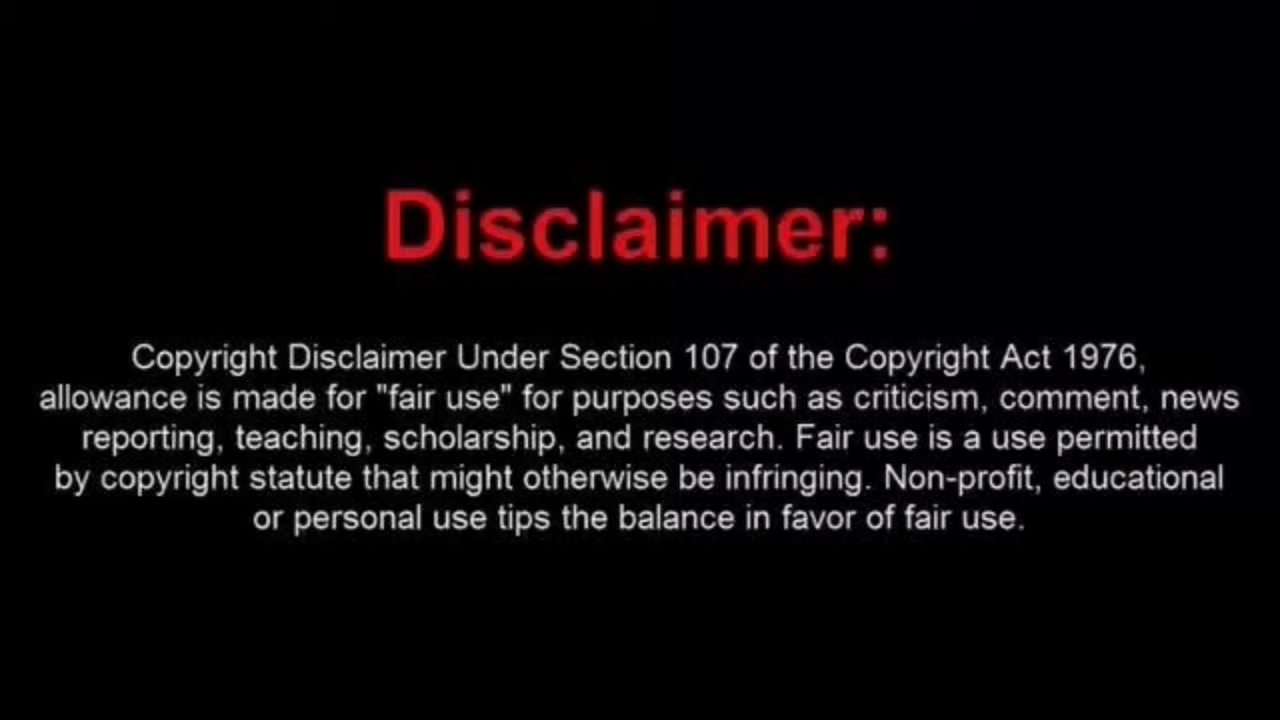 Disclaimer:
Copyright Disclaimer Under Section 107 of the Copyright Act 1976,
allowance is made for "fair use" for purposes such as criticism, comment, news
reporting, teaching, scholarship, and research. Fair use is a use permitted
by copyright statute that might otherwise be infringing. Non-profit, educational
or personal use tips the balance in favor of fair use.